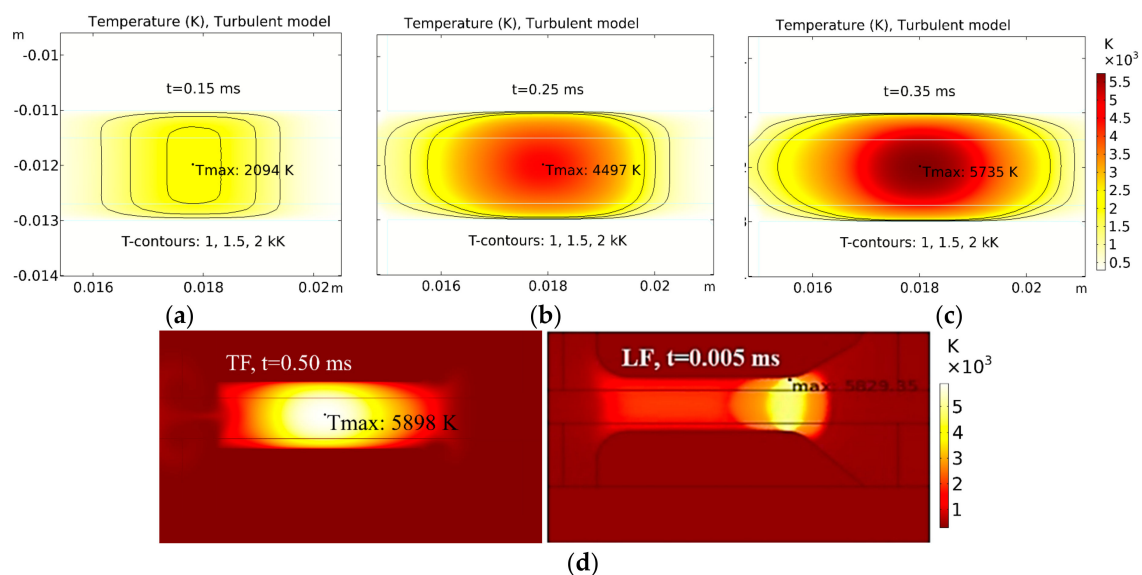 Temperature (K), Turbulent model
m
-0.01
-0.011
-0.012
-0.013
-0.014
t=0.15 ms
Tmax: 2094 K
T-contours: 1, 1.5, 2 kK
0.016
0.018
0.02
m
(a)
Temperature (K), Turbulent model
t=0.25 ms
Tmax: 4497 K
T-contours: 1, 1.5, 2 kK
0.016
0.018
0.02
m
(b)
Temperature (K), Turbulent model
t=0.35 ms
Tmax: 5735 K
T-contours: 1, 1.5, 2 kK
0.016
0.018
0.02
m
(c)
K
×10³
5.5
5
4.5
4
3.5
3
2.5
2
1.5
1
0.5
TF, t=0.50 ms
Tmax: 5898 K
LF, t=0.005 ms
max: 5829.35
K
×10³
5
4
3
2
1
(d)